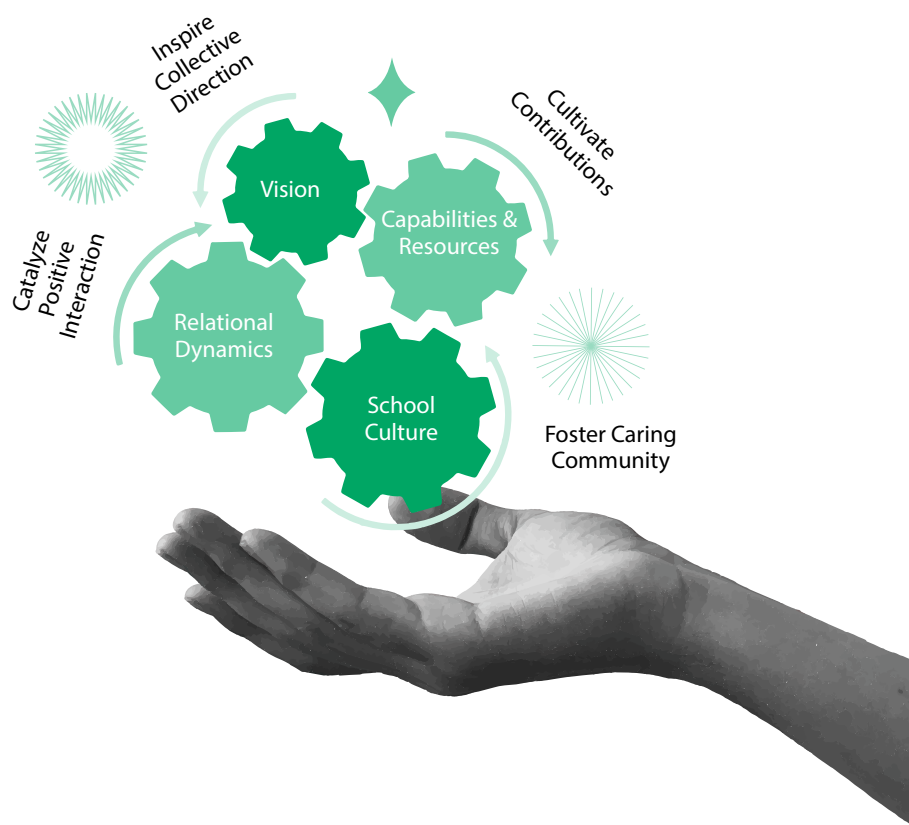 Inspire
Collective
Direction
Cultivate
Contributions
Vision
Capabilities &
Resources
Catalyze
Positive
Interaction
Relational
Dynamics
School
Culture
Foster Caring
Community